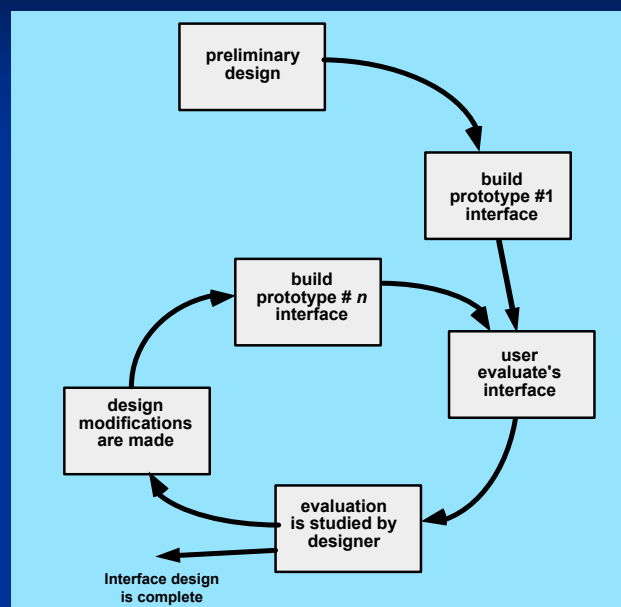 preliminary
design
build
prototype #1
interface
build
prototype # n
interface
user
evaluate's
interface
design
modifications
are made
evaluation
is studied by
designer
Interface design
is complete